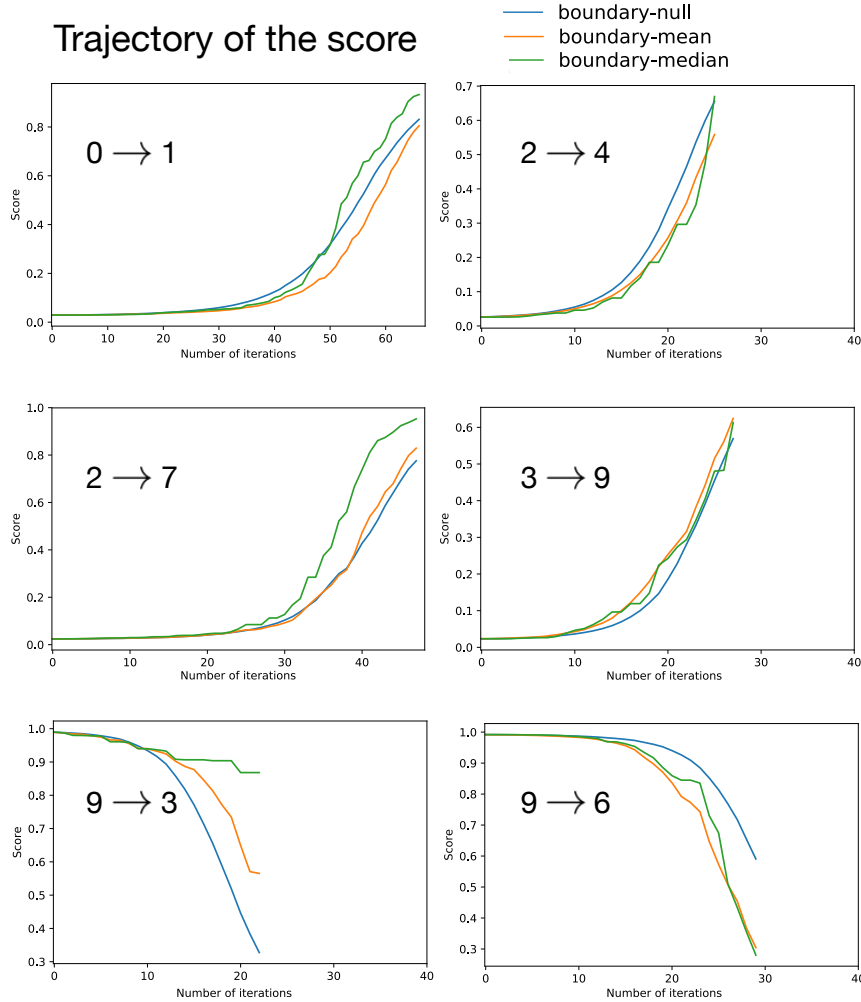 Trajectory of the score
boundary-null
boundary-mean
boundary-median
0.8
0.6
0.4
0.2
0.0
Score
0 → 1
0 10 20 30 40 50 60
Number of iterations
0.7
0.6
0.5
0.4
0.3
0.2
0.1
0.0
Score
2 → 4
0 10 20 30 40
Number of iterations
1.0
0.8
0.6
0.4
0.2
0.0
Score
2 → 7
0 10 20 30 40
Number of iterations
0.6
0.5
0.4
0.3
0.2
0.1
0.0
Score
3 → 9
0 10 20 30 40
Number of iterations
1.0
0.9
0.8
0.7
0.6
0.5
0.4
0.3
Score
9 → 3
0 10 20 30 40
Number of iterations
1.0
0.9
0.8
0.7
0.6
0.5
0.4
0.3
Score
9 → 6
0 10 20 30 40
Number of iterations